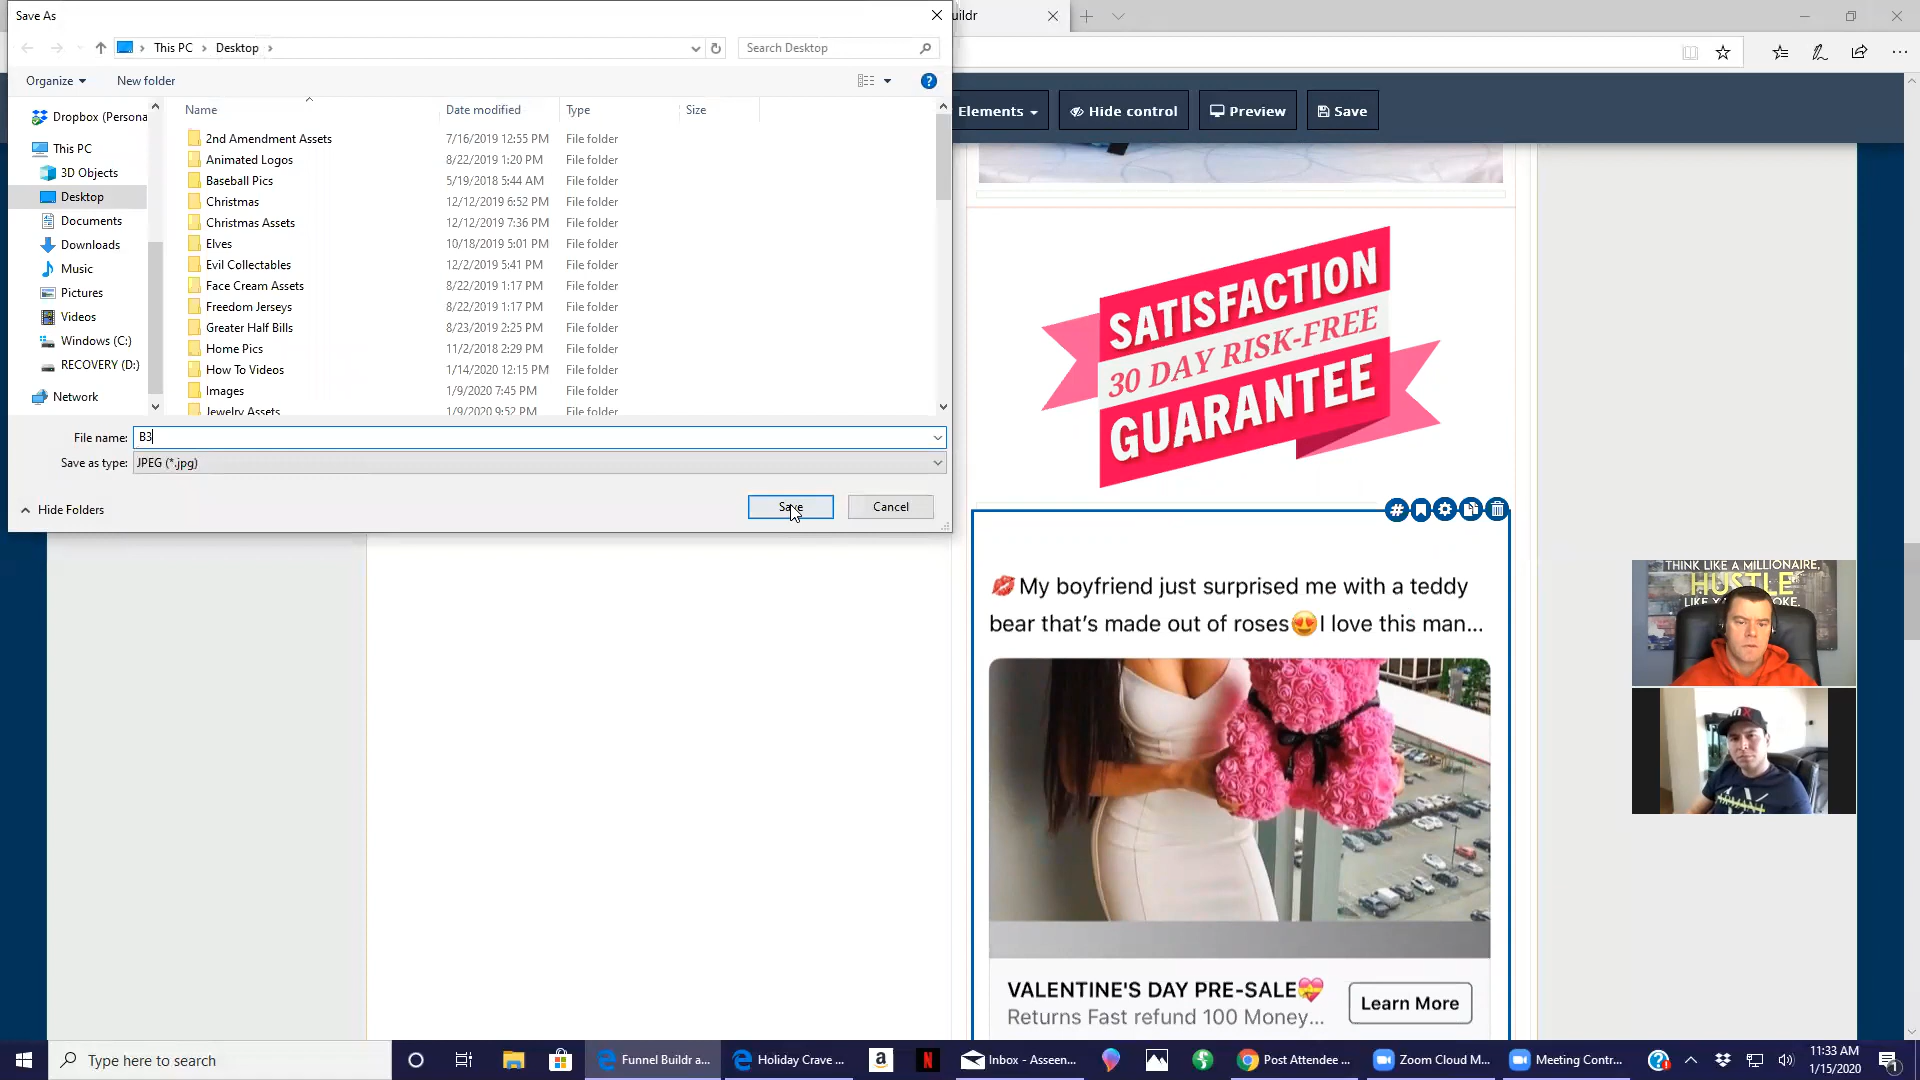 Save As
uildr
This PC
Desktop
Search Desktop
Organize
New folder
Name
Date modified
Type
Size
Dropbox (Persona
This PC
3D Objects
Desktop
Documents
Downloads
Music
Pictures
Videos
Windows (C:)
RECOVERY (D:)
Network
2nd Amendment Assets 7/16/2019 12:55 PM File folder
Animated Logos 8/22/2019 1:20 PM File folder
Baseball Pics 5/19/2018 5:44 AM File folder
Christmas 12/12/2019 6:52 PM File folder
Christmas Assets 12/12/2019 7:36 PM File folder
Elves 10/18/2019 5:01 PM File folder
Evil Collectables 12/2/2019 5:41 PM File folder
Face Cream Assets 8/22/2019 1:17 PM File folder
Freedom Jerseys 8/22/2019 1:17 PM File folder
Greater Half Bills 8/23/2019 2:25 PM File folder
Home Pics 11/2/2018 2:29 PM File folder
How To Videos 1/14/2020 12:15 PM File folder
Images 1/9/2020 7:45 PM File folder
Jewelry Assets 1/9/2020 9:52 PM File folder
File name: B3
Save as type: JPEG (*.jpg)
Hide Folders
Save
Cancel
Elements
Hide control
Preview
Save
SATISFACTION
30 DAY RISK-FREE
GUARANTEE
💋My boyfriend just surprised me with a teddy
bear that's made out of roses😍I love this man...
VALENTINE'S DAY PRE-SALE💝
Returns Fast refund 100 Money...
Learn More
THINK LIKE A MILLIONAIRE.
HUSTLE
Type here to search
Funnel Buildr a...
Holiday Crave ...
Inbox - Asseen...
Post Attendee ...
Zoom Cloud M...
Meeting Contr...
11:33 AM
1/15/2020
1